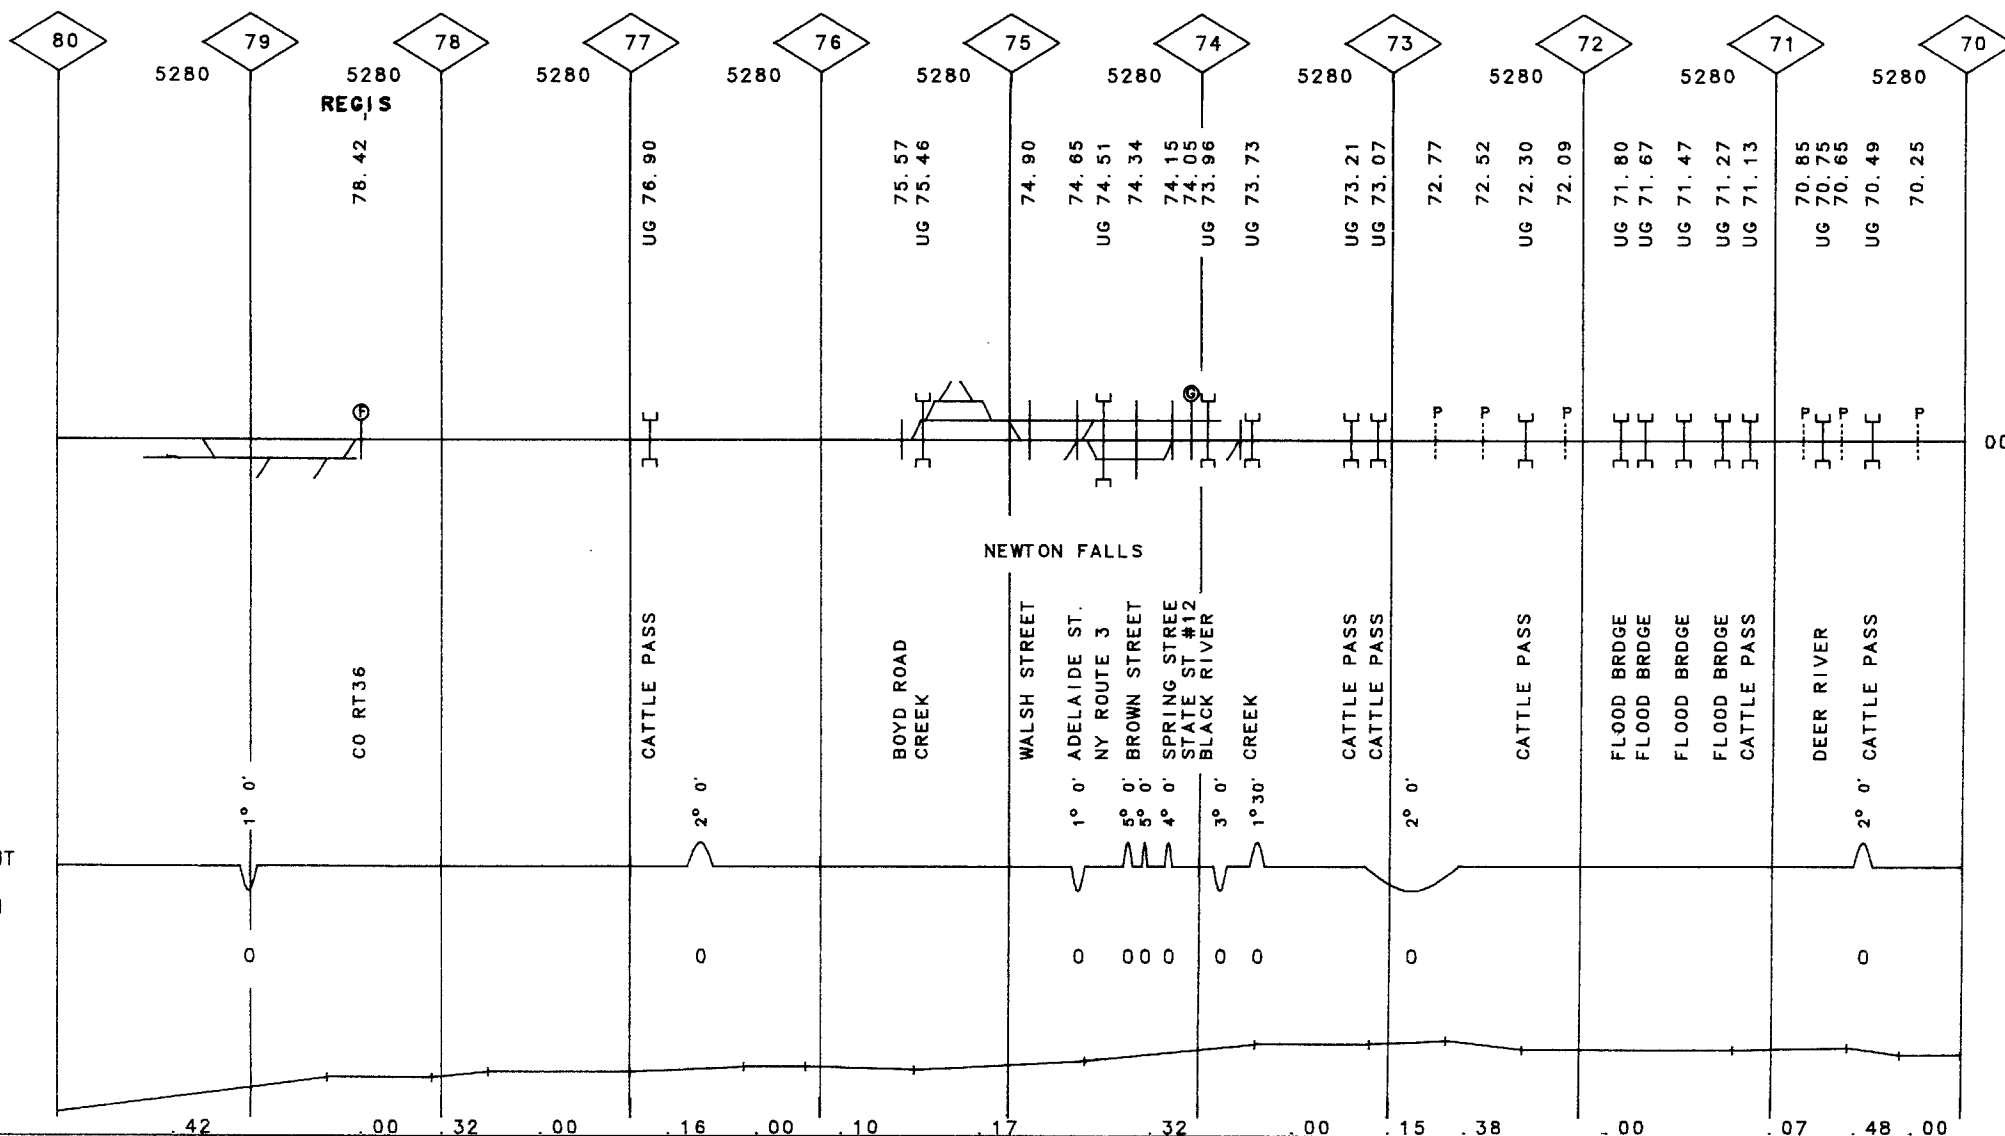 80 79 78 77 76 75 74 73 72 71 70
5280 5280 5280 5280 5280 5280 5280 5280 5280 5280
REGIS
78.42
UG 76.90
75.57
UG 75.46
74.90
74.65
UG 74.51
74.34
74.15
74.05
UG 73.96
UG 73.73
UG 73.21
UG 73.07
72.77
72.52
UG 72.30
72.09
UG 71.80
UG 71.67
UG 71.47
UG 71.27
UG 71.13
70.85
UG 70.75
70.65
UG 70.49
70.25
F G P P P P P P
NEWTON FALLS
CO RT36
CATTLE PASS
BOYD ROAD
CREEK
WALSH STREET
ADELAIDE ST.
NY ROUTE 3
BROWN STREET
SPRING STREE
STATE ST #12
BLACK RIVER
CREEK
CATTLE PASS
CATTLE PASS
CATTLE PASS
FLOOD BRDGE
FLOOD BRDGE
FLOOD BRDGE
FLOOD BRDGE
CATTLE PASS
DEER RIVER
CATTLE PASS
1° 0' 2° 0' 1° 0' 5° 0' 5° 0' 4° 0' 3° 0' 1°30' 2° 0' 2° 0'
0 0 0 0 0 0 0 0 0 0
.42 .00 .32 .00 .16 .00 .10 .17 .32 .00 .15 .38 .00 .07 .48 .00